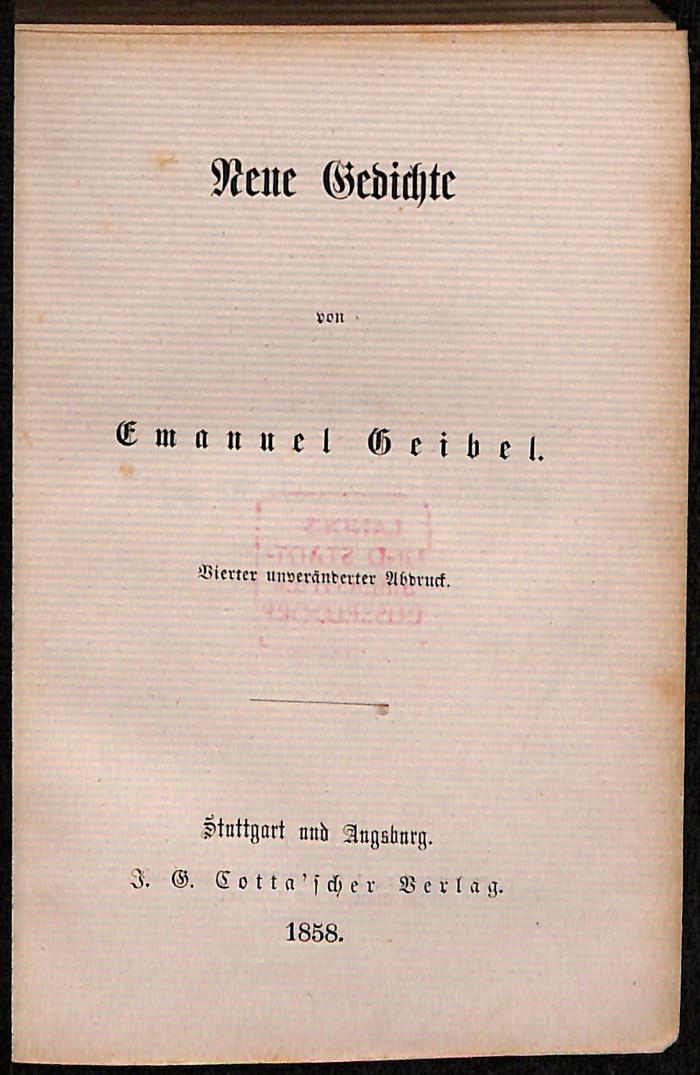 Neue Gedichte
von
Emanuel Geibel.
Vierter unveränderter Abdruck.
Stuttgart und Augsburg.
J. G. Cotta'scher Verlag.
1858.